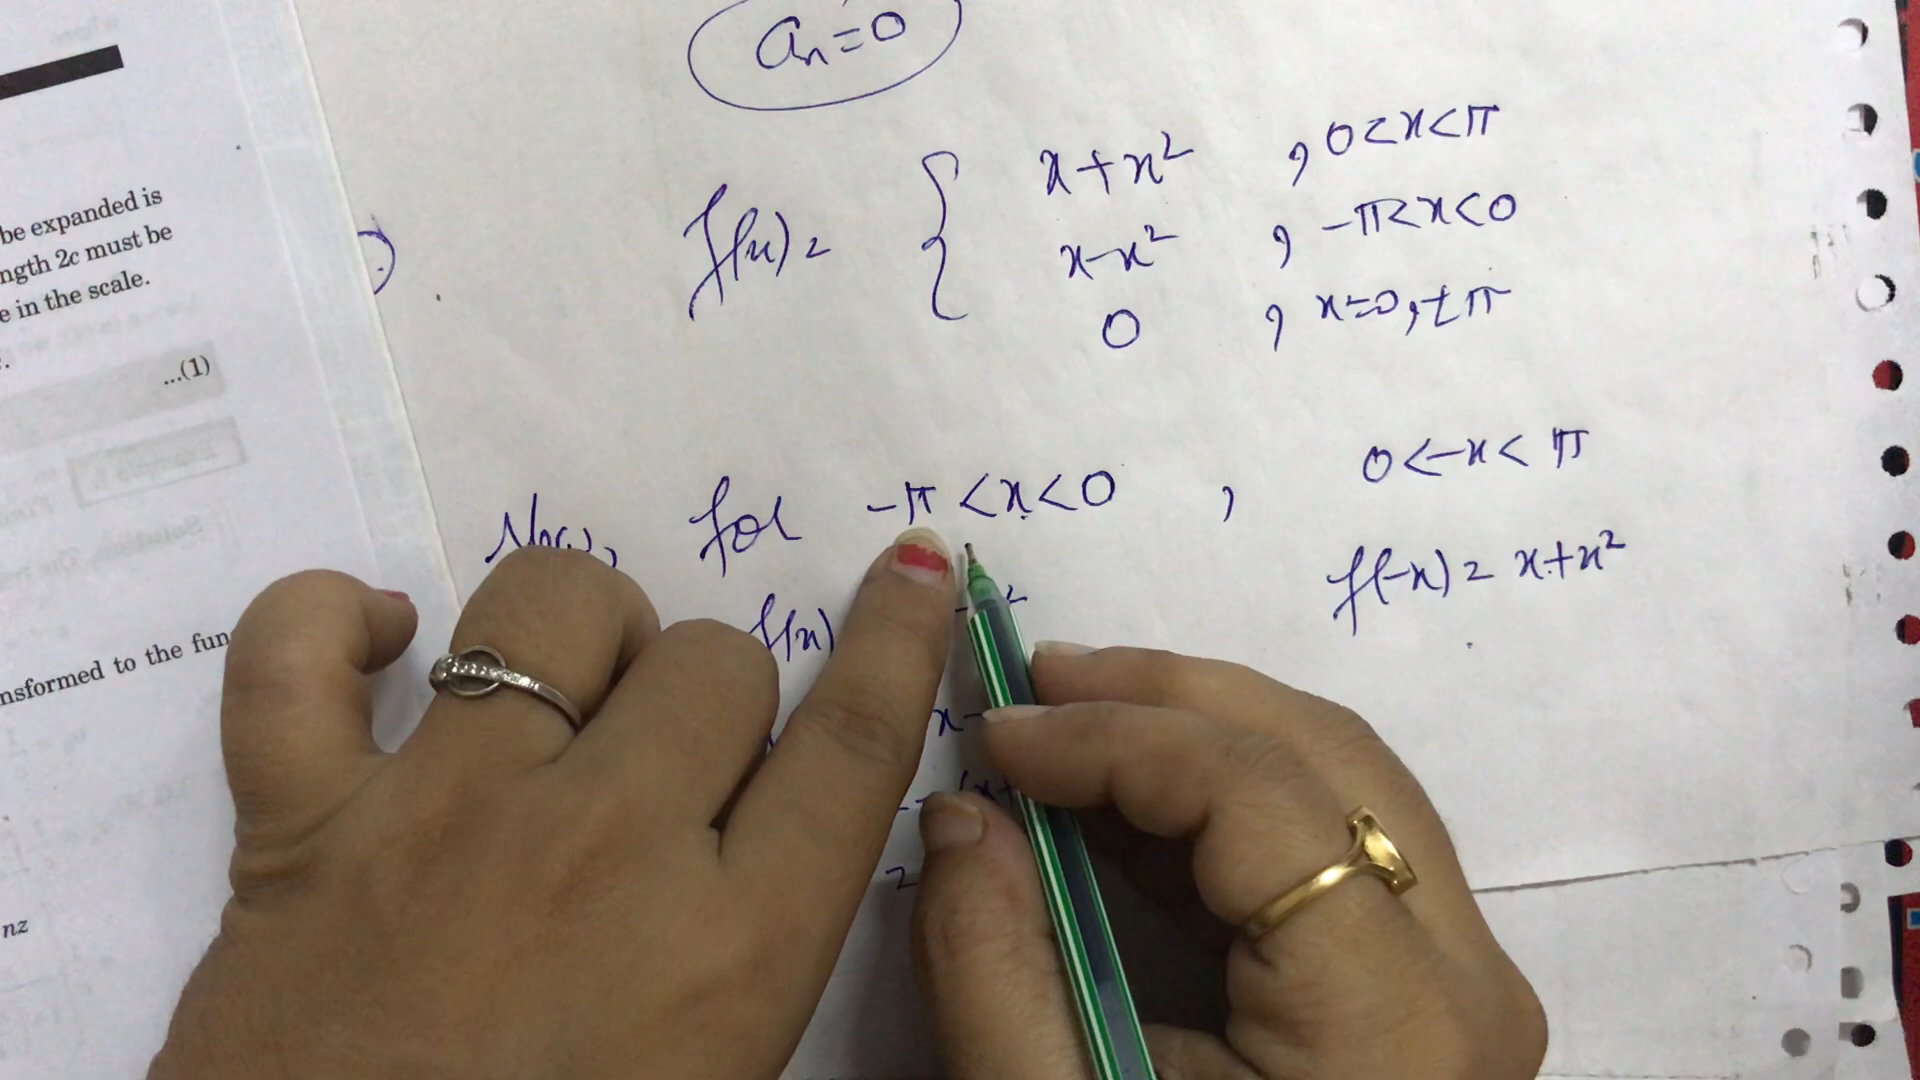 be expanded is
ngth 2c must be
e in the scale.
...(1)
nsformed to the fun
nz
aₙ=0
f(x)= { x+x² , 0<x<π
x-x² , -π<x<0
0 , x=0,±π
Now, for -π<x<0 , 0<-x<π
f(x) f(-x)= x+x²
x-
-(x+
=